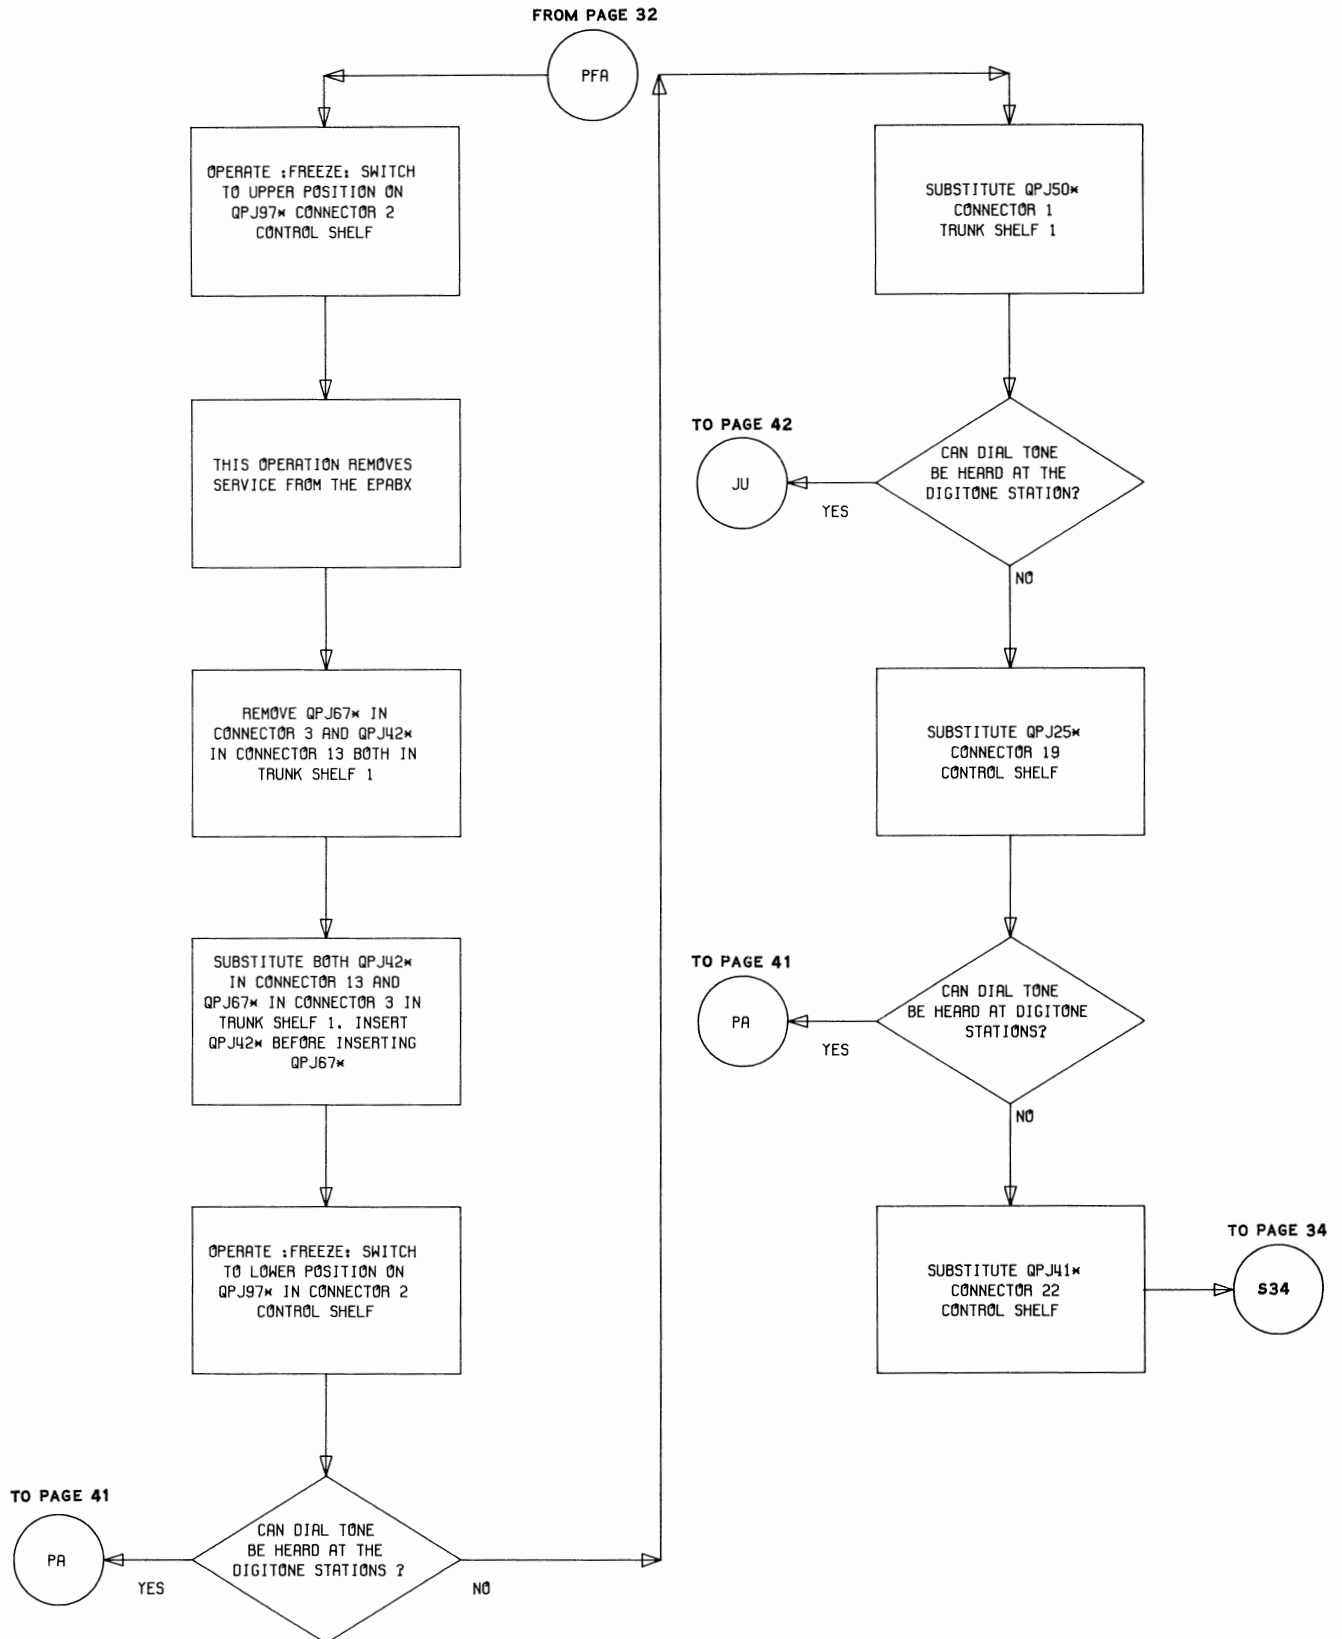 FROM PAGE 32
PFA
OPERATE :FREEZE: SWITCH
TO UPPER POSITION ON
QPJ97* CONNECTOR 2
CONTROL SHELF
THIS OPERATION REMOVES
SERVICE FROM THE EPABX
REMOVE QPJ67* IN
CONNECTOR 3 AND QPJ42*
IN CONNECTOR 13 BOTH IN
TRUNK SHELF 1
SUBSTITUTE BOTH QPJ42*
IN CONNECTOR 13 AND
QPJ67* IN CONNECTOR 3 IN
TRUNK SHELF 1. INSERT
QPJ42* BEFORE INSERTING
QPJ67*
OPERATE :FREEZE: SWITCH
TO LOWER POSITION ON
QPJ97* IN CONNECTOR 2
CONTROL SHELF
CAN DIAL TONE
BE HEARD AT THE
DIGITONE STATIONS ?
TO PAGE 41
PA
YES
NO
SUBSTITUTE QPJ50*
CONNECTOR 1
TRUNK SHELF 1
CAN DIAL TONE
BE HEARD AT THE
DIGITONE STATION?
TO PAGE 42
JU
YES
NO
SUBSTITUTE QPJ25*
CONNECTOR 19
CONTROL SHELF
CAN DIAL TONE
BE HEARD AT DIGITONE
STATIONS?
TO PAGE 41
PA
YES
NO
SUBSTITUTE QPJ41*
CONNECTOR 22
CONTROL SHELF
TO PAGE 34
S34